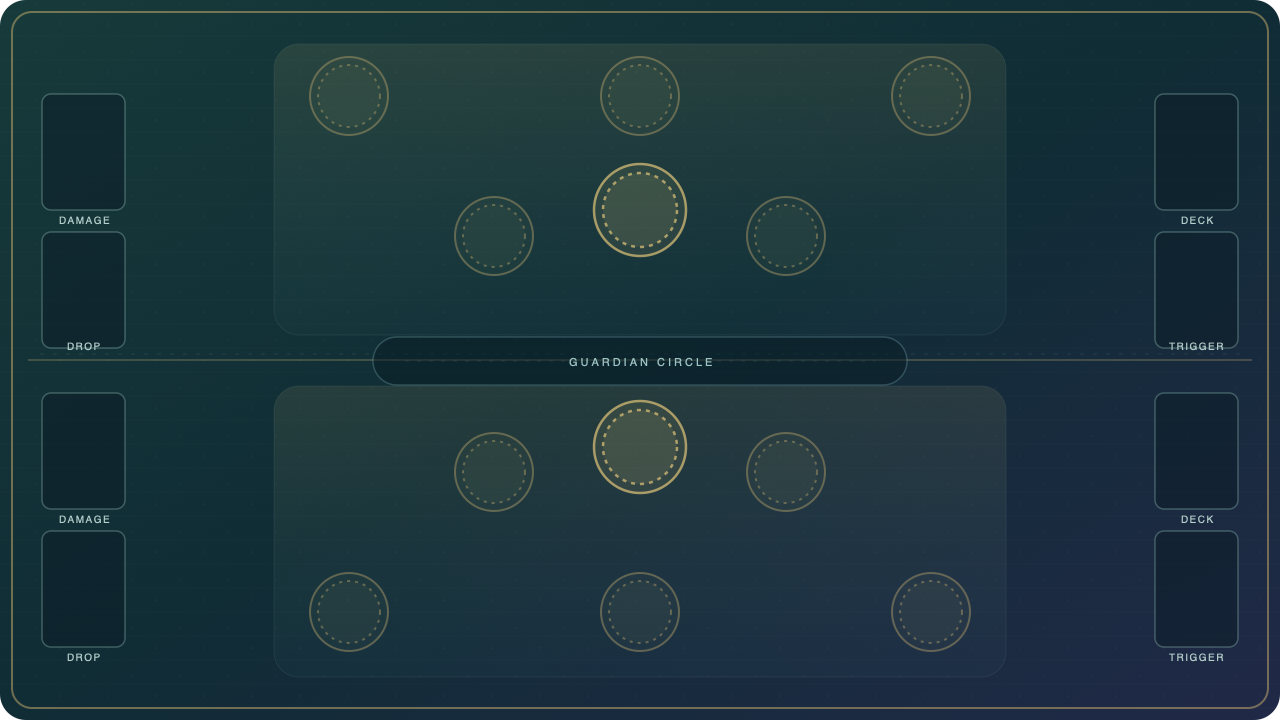 DAMAGE
DECK
DROP
TRIGGER
GUARDIAN CIRCLE
DAMAGE
DECK
DROP
TRIGGER